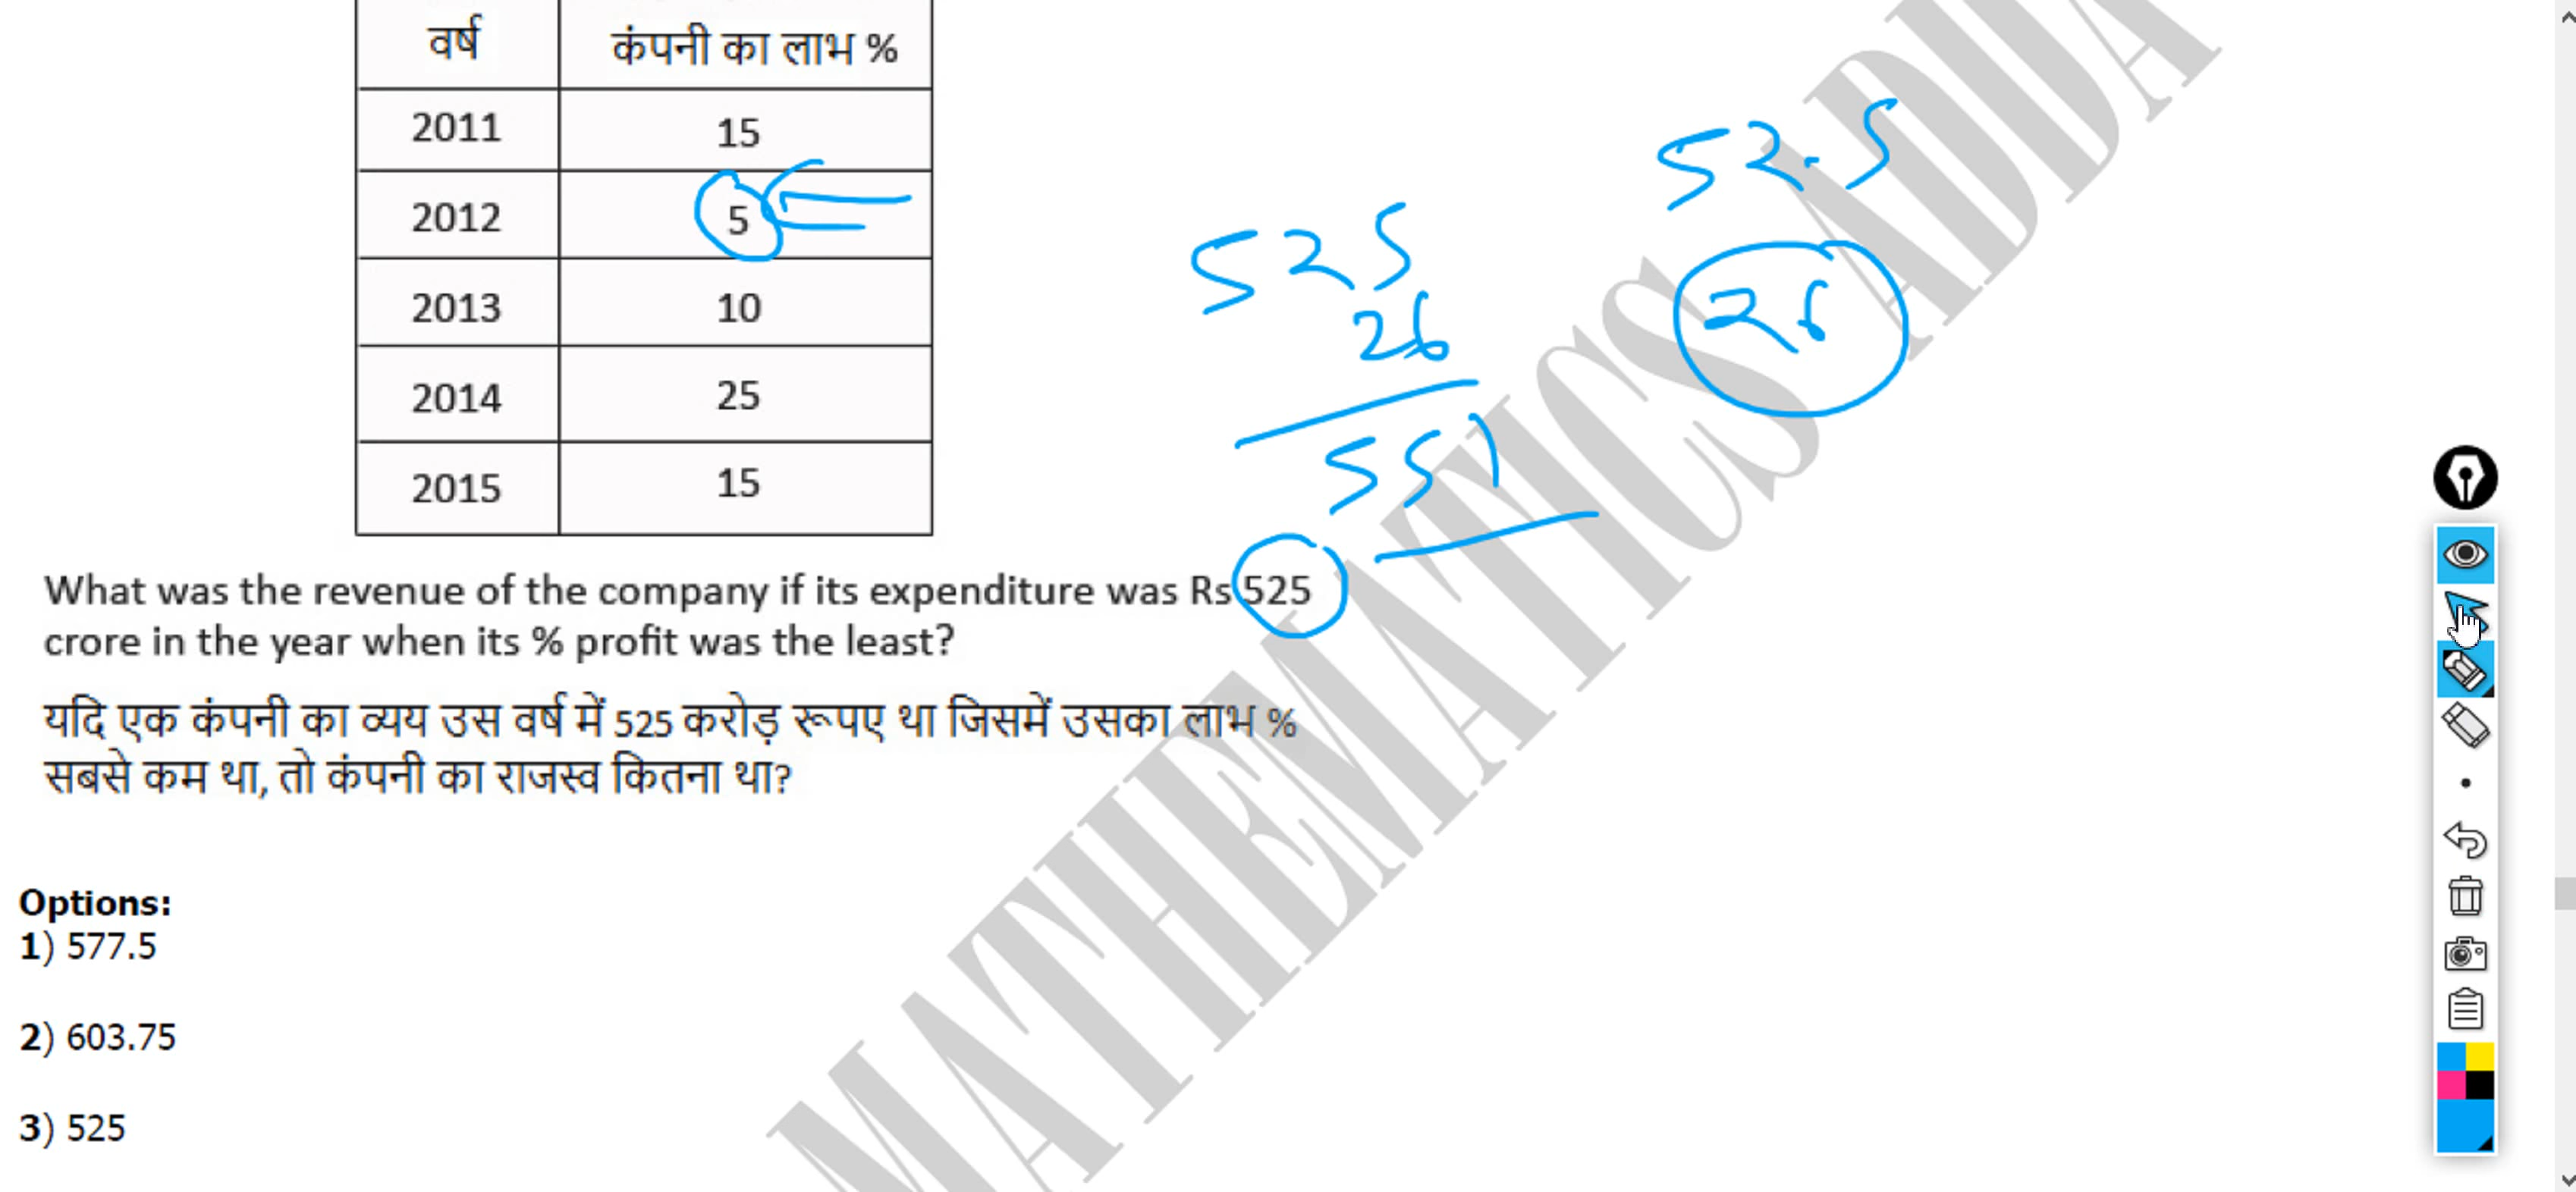 वर्ष कंपनी का लाभ %
2011 15
2012 5
2013 10
2014 25
2015 15
52.5
26
525
26
551
What was the revenue of the company if its expenditure was Rs 525
crore in the year when its % profit was the least?
यदि एक कंपनी का व्यय उस वर्ष में 525 करोड़ रूपए था जिसमें उसका लाभ %
सबसे कम था, तो कंपनी का राजस्व कितना था?
Options:
1) 577.5
2) 603.75
3) 525
MATHEMATICS ADDA